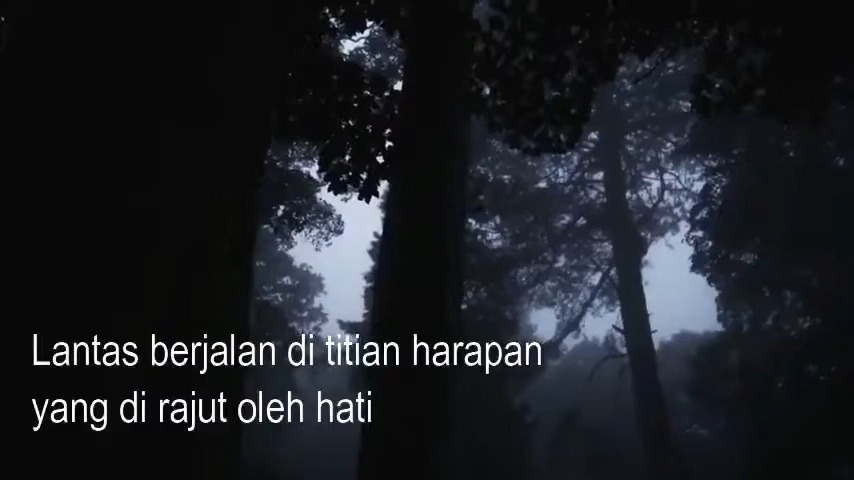 Lantas berjalan di titian harapan
yang di rajut oleh hati